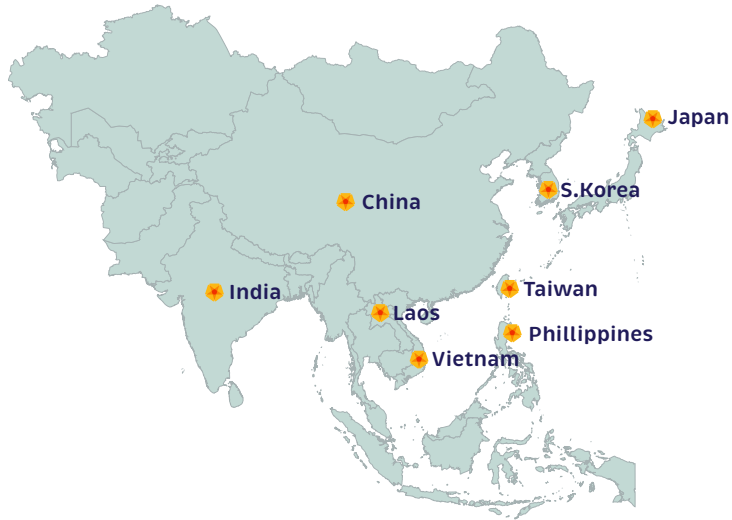 Japan
S.Korea
China
Taiwan
India
Laos
Phillippines
Vietnam